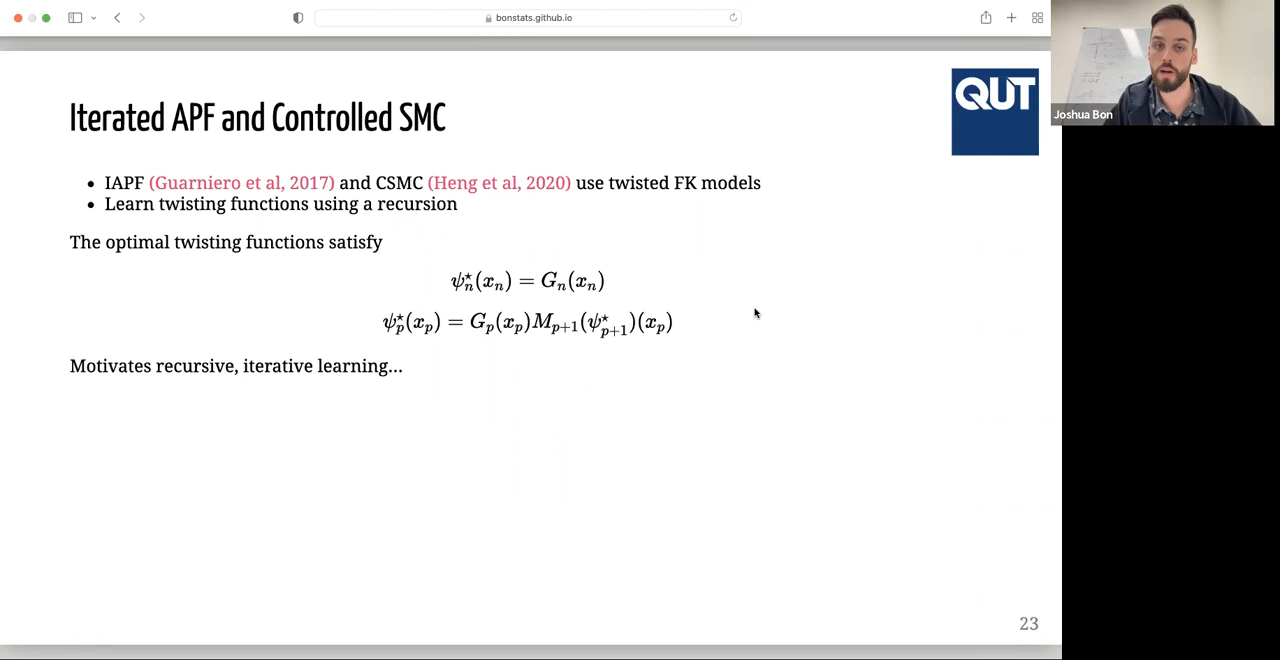 bonstats.github.io
Iterated APF and Controlled SMC
QUT
Joshua Bon
• IAPF (Guarniero et al, 2017) and CSMC (Heng et al, 2020) use twisted FK models
• Learn twisting functions using a recursion
The optimal twisting functions satisfy
ψ⋆n(xn) = Gn(xn)
ψ⋆p(xp) = Gp(xp)Mp+1(ψ⋆p+1)(xp)
Motivates recursive, iterative learning…
23